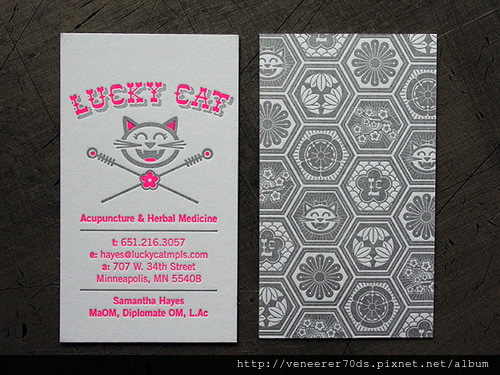 LUCKY CAT
Acupuncture & Herbal Medicine
t: 651.216.3057
e: hayes@luckycatmpls.com
a: 707 W. 34th Street
Minneapolis, MN 55408
Samantha Hayes
MaOM, Diplomate OM, L.Ac
http://veneerer70ds.pixnet.net/album